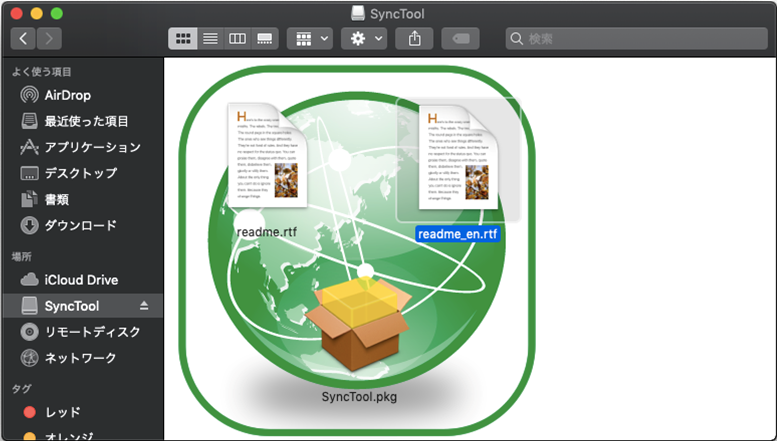 SyncTool
検索
よく使う項目
AirDrop
最近使った項目
アプリケーション
デスクトップ
書類
ダウンロード
場所
iCloud Drive
SyncTool
リモートディスク
ネットワーク
タグ
レッド
オレンジ
readme.rtf
readme_en.rtf
SyncTool.pkg